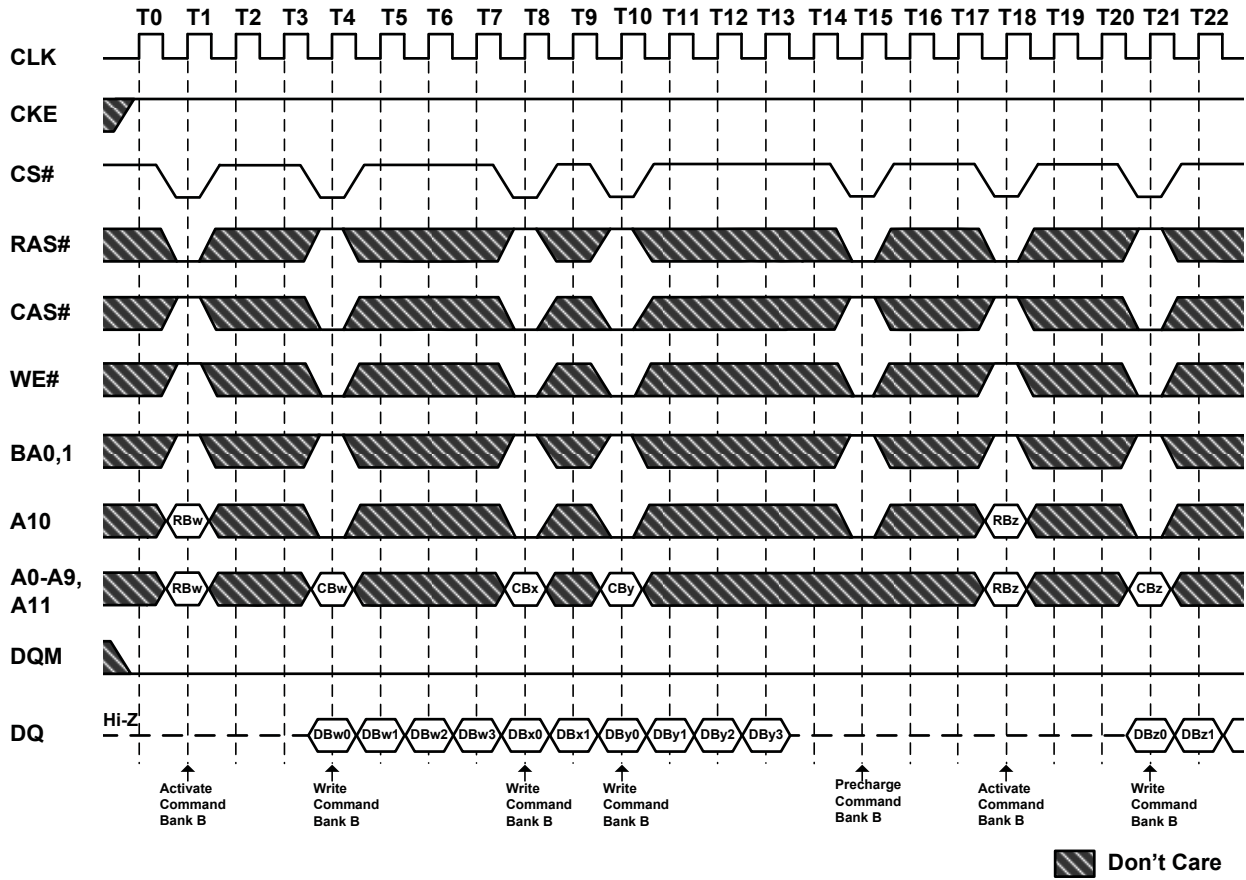 T0 T1 T2 T3 T4 T5 T6 T7 T8 T9 T10 T11 T12 T13 T14 T15 T16 T17 T18 T19 T20 T21 T22
CLK
CKE
CS#
RAS#
CAS#
WE#
BA0,1
A10 RBw RBz
A0-A9,
A11 RBw CBw CBx CBy RBz CBz
DQM
Hi-Z
DQ DBw0 DBw1 DBw2 DBw3 DBx0 DBx1 DBy0 DBy1 DBy2 DBy3 DBz0 DBz1
Activate
Command
Bank B
Write
Command
Bank B
Write
Command
Bank B
Write
Command
Bank B
Precharge
Command
Bank B
Activate
Command
Bank B
Write
Command
Bank B
Don't Care